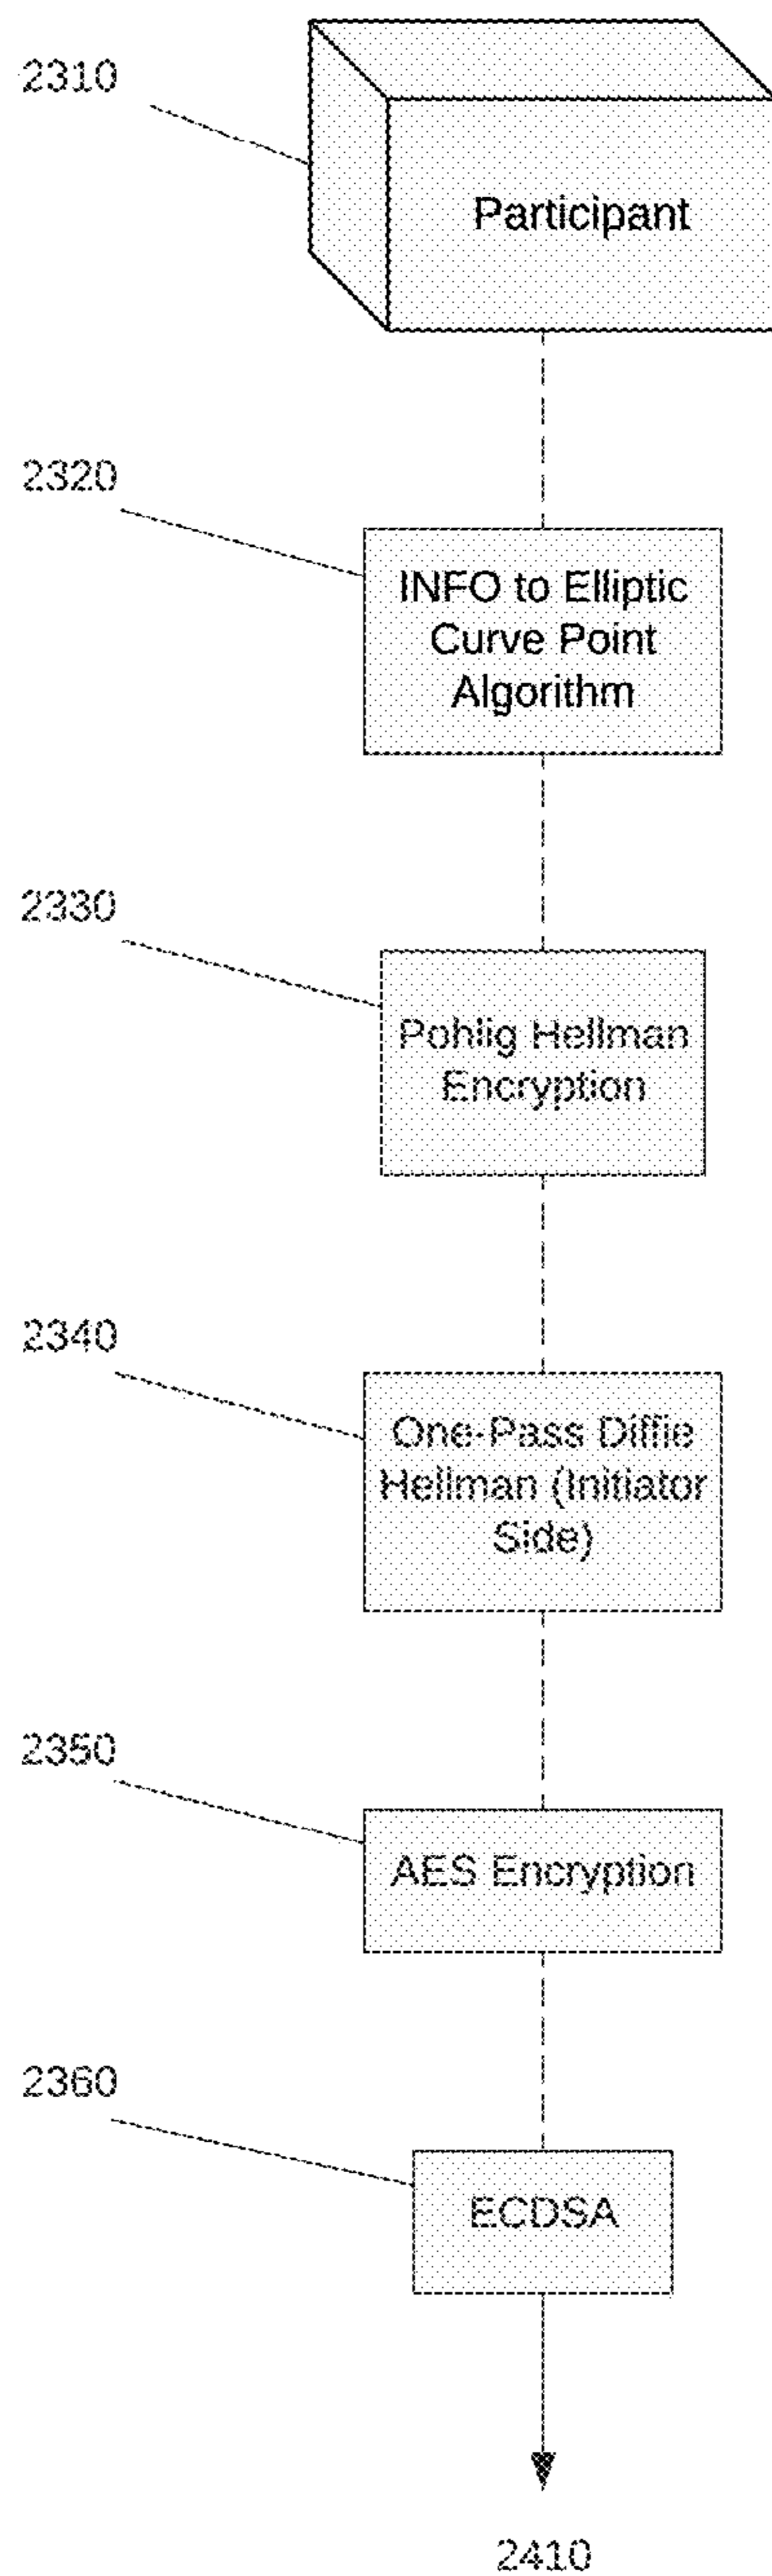 2310
Participant
2320
INFO to Elliptic
Curve Point
Algorithm
2330
Pohlig Hellman
Encryption
2340
One-Pass Diffie
Hellman (Initiator
Side)
2350
AES Encryption
2360
ECDSA
2410